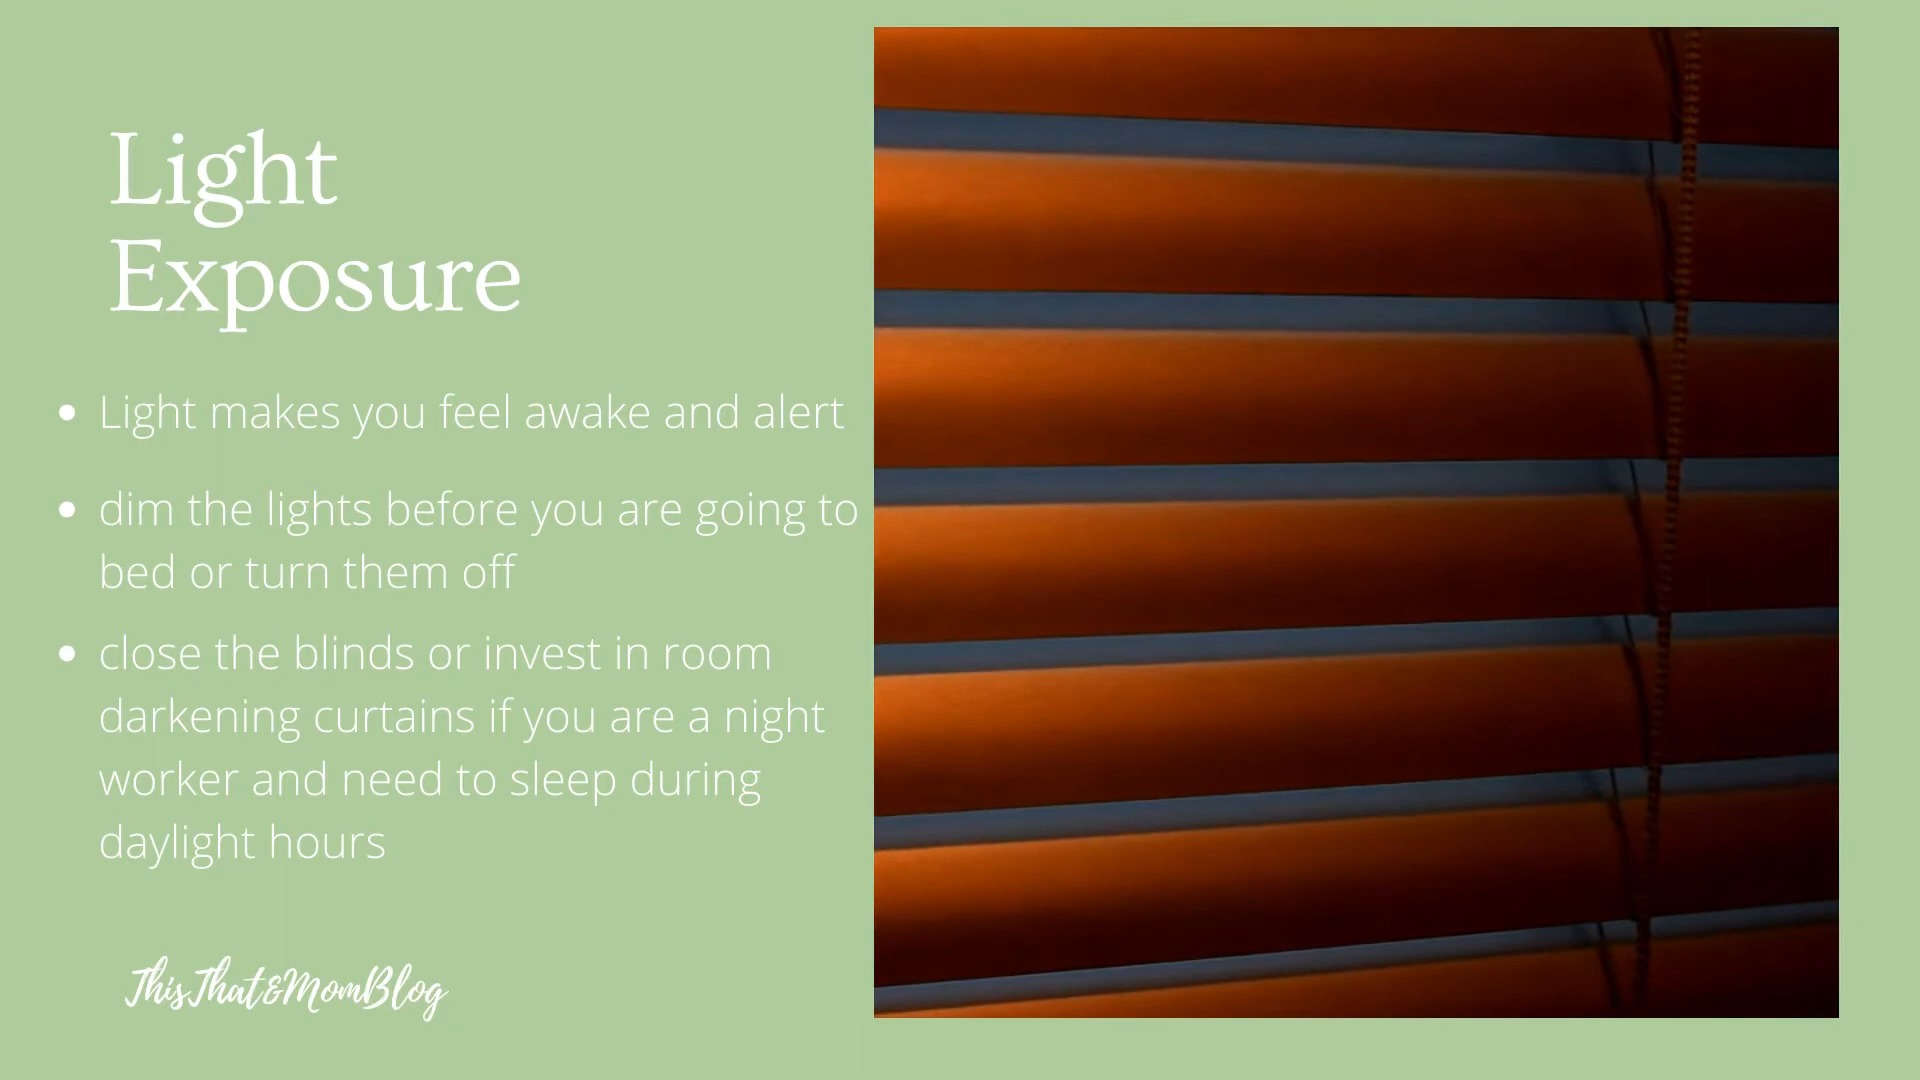 Light
Exposure
Light makes you feel awake and alert
dim the lights before you are going to
bed or turn them off
close the blinds or invest in room
darkening curtains if you are a night
worker and need to sleep during
daylight hours
ThisThat&MomBlog